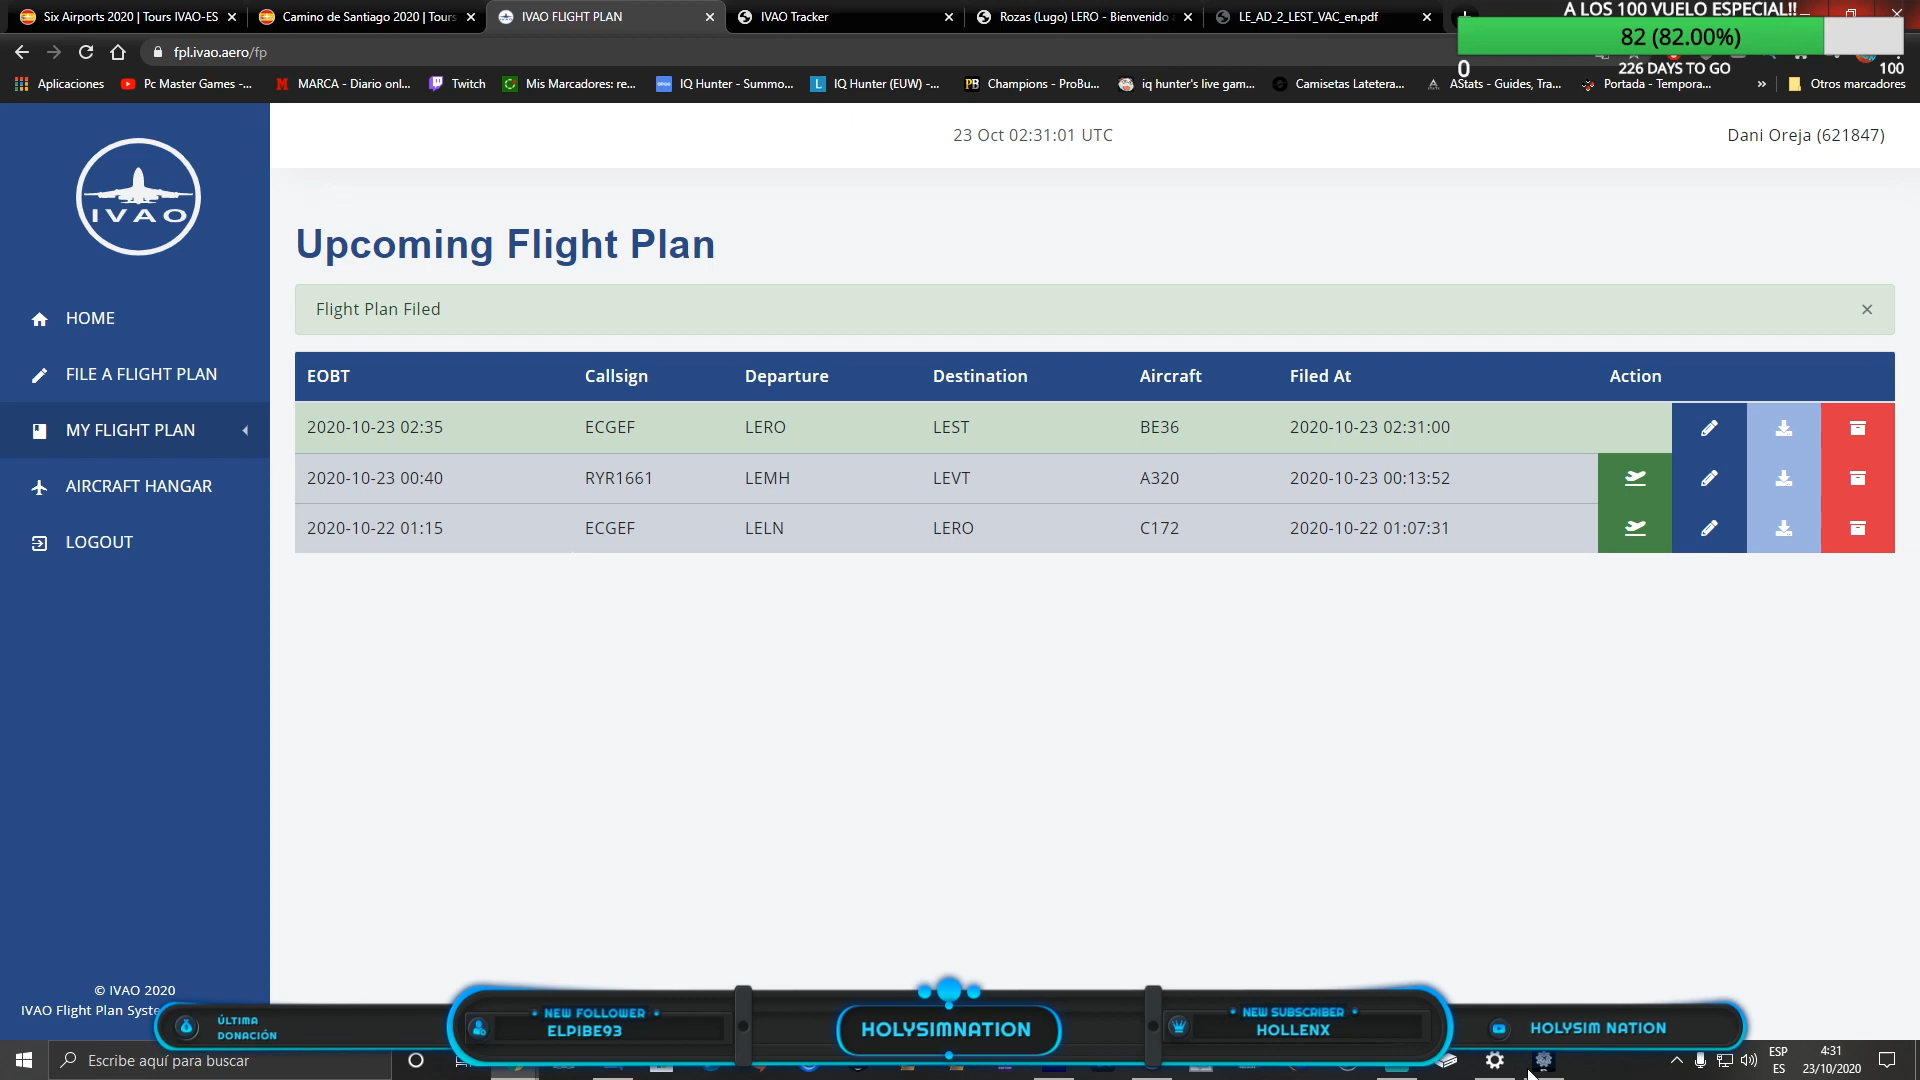 Six Airports 2020 | Tours IVAO-ES
Camino de Santiago 2020 | Tours
IVAO FLIGHT PLAN
IVAO Tracker
Rozas (Lugo) LERO - Bienvenido
LE_AD_2_LEST_VAC_en.pdf
A LOS 100 VUELO ESPECIAL!!
82 (82.00%)
0
226 DAYS TO GO
100
fpl.ivao.aero/fp
Aplicaciones
Pc Master Games -...
MARCA - Diario onl...
Twitch
Mis Marcadores: re...
IQ Hunter - Summo...
IQ Hunter (EUW) -...
Champions - ProBu...
iq hunter's live gam...
Camisetas Latetera...
AStats - Guides, Tra...
Portada - Tempora...
»
Otros marcadores
IVAO
23 Oct 02:31:01 UTC
Dani Oreja (621847)
HOME
FILE A FLIGHT PLAN
MY FLIGHT PLAN
AIRCRAFT HANGAR
LOGOUT
Upcoming Flight Plan
Flight Plan Filed
EOBT Callsign Departure Destination Aircraft Filed At Action
2020-10-23 02:35 ECGEF LERO LEST BE36 2020-10-23 02:31:00
2020-10-23 00:40 RYR1661 LEMH LEVT A320 2020-10-23 00:13:52
2020-10-22 01:15 ECGEF LELN LERO C172 2020-10-22 01:07:31
© IVAO 2020
IVAO Flight Plan Syste
ÚLTIMA
DONACIÓN
NEW FOLLOWER
ELPIBE93
HOLYSIMNATION
NEW SUBSCRIBER
HOLLENX
HOLYSIM NATION
Escribe aquí para buscar
ESP
ES
4:31
23/10/2020